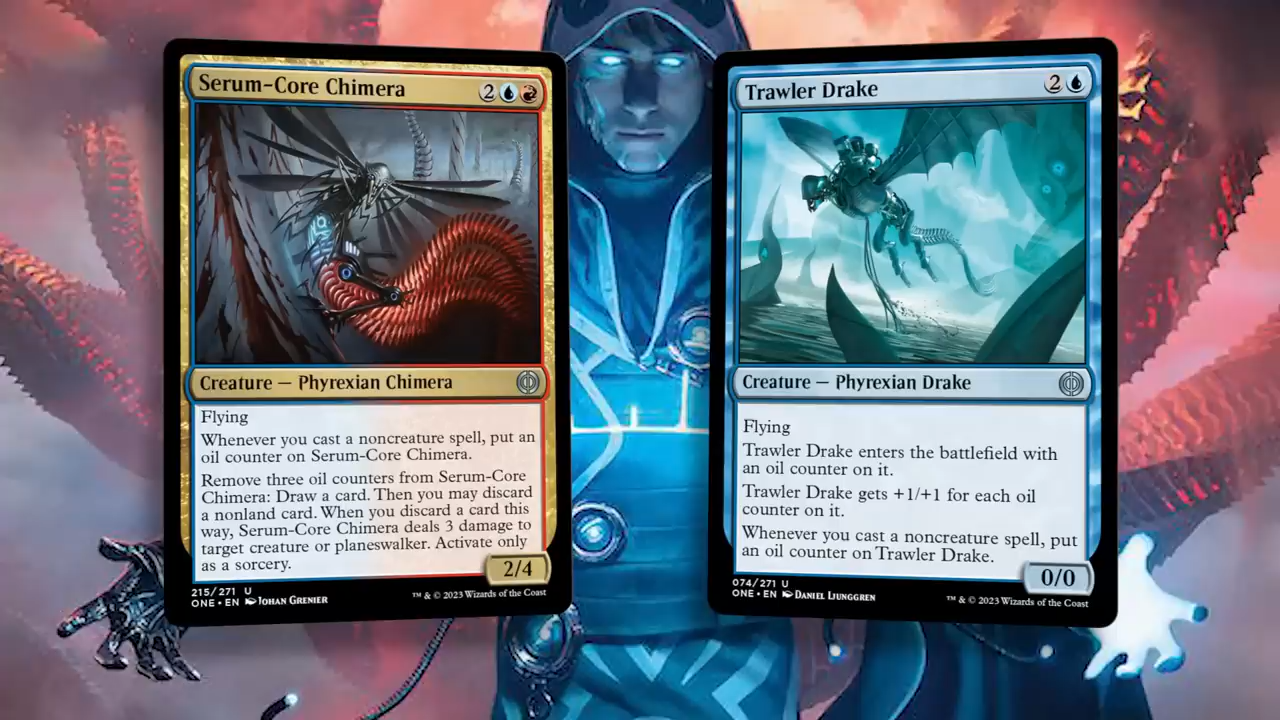 Serum-Core Chimera 2
Creature — Phyrexian Chimera
Flying
Whenever you cast a noncreature spell, put an
oil counter on Serum-Core Chimera.
Remove three oil counters from Serum-Core
Chimera: Draw a card. Then you may discard
a nonland card. When you discard a card this
way, Serum-Core Chimera deals 3 damage to
target creature or planeswalker. Activate only
as a sorcery.
2/4
215/271 U
ONE • EN Johan Grenier
™ & © 2023 Wizards of the Coast
Trawler Drake 2
Creature — Phyrexian Drake
Flying
Trawler Drake enters the battlefield with
an oil counter on it.
Trawler Drake gets +1/+1 for each oil
counter on it.
Whenever you cast a noncreature spell, put
an oil counter on Trawler Drake.
0/0
074/271 U
ONE • EN Daniel Ljunggren
™ & © 2023 Wizards of the Coast